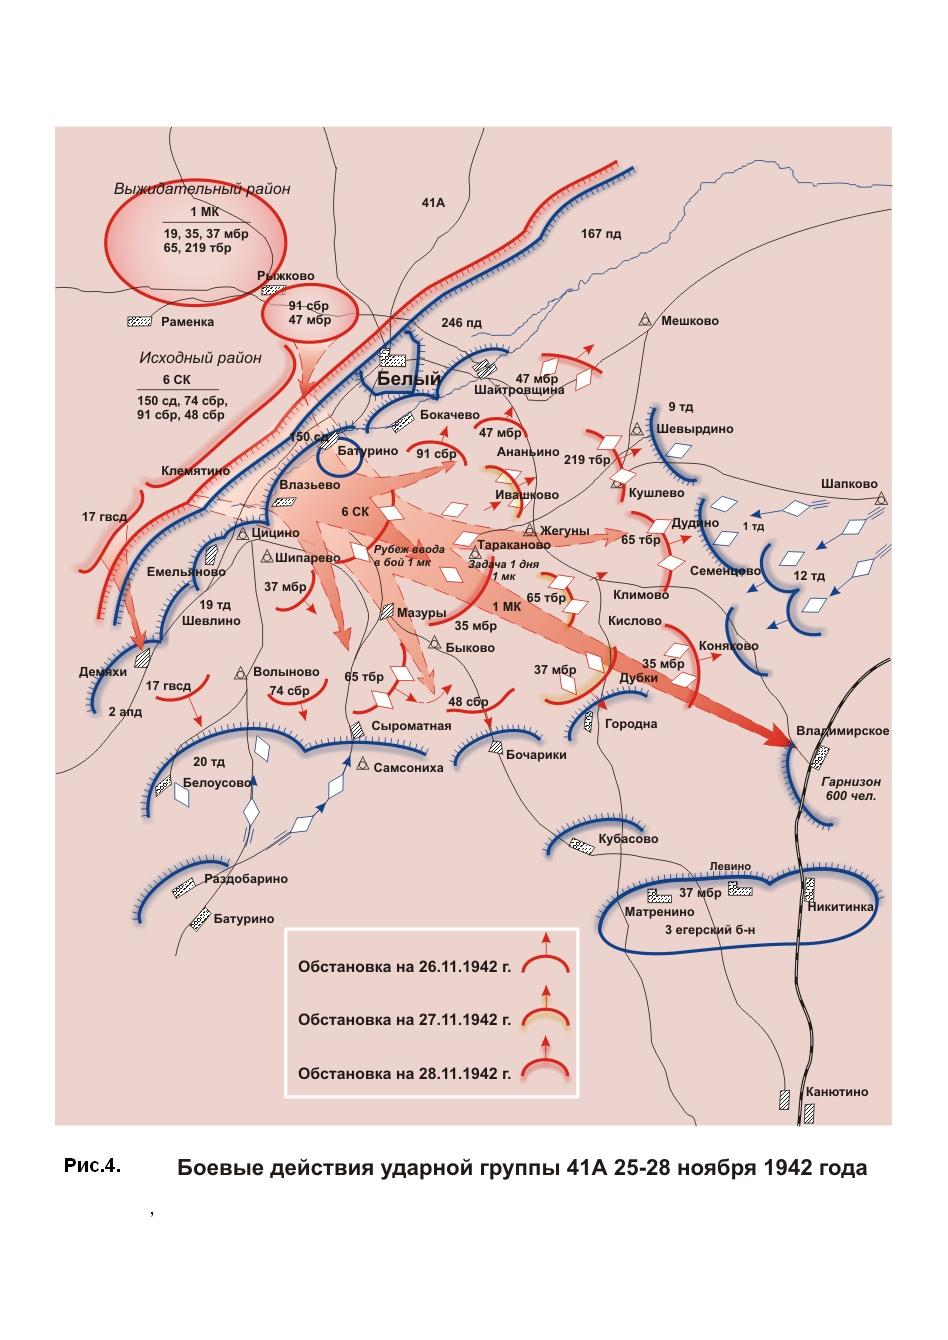 Выжидательный район
1 МК
19, 35, 37 мбр
65, 219 тбр
41А
167 пд
Рыжково
91 сбр
47 мбр
Раменка
246 пд
Мешково
Исходный район
6 СК
150 сд, 74 сбр,
91 сбр, 48 сбр
Белый
47 мбр
Шайтровщина
9 тд
Бокачево
47 мбр
Шевырдино
150 сд
Батурино
91 сбр
Ананьино
219 тбр
Клемятино
Влазьево
Ивашково
Кушлево
Шапково
17 гвсд
6 СК
Дудино
1 тд
Цицино
Жегуны
65 тбр
Тараканово
Рубеж ввода
в бой 1 мк
Шипарево
Задача 1 дня
1 мк
Емельяново
Семенцово
12 тд
37 мбр
65 тбр
Климово
19 тд
1 МК
Шевлино
Мазуры
35 мбр
Кислово
Быково
Коняково
Демяхи
Волыново
65 тбр
37 мбр
35 мбр
Дубки
17 гвсд
74 сбр
48 сбр
2 апд
Сыроматная
Городна
Владимирское
20 тд
Бочарики
Самсониха
Белоусово
Гарнизон
600 чел.
Кубасово
Левино
Раздобарино
37 мбр
Матренино
Никитинка
Батурино
3 егерский б-н
Обстановка на 26.11.1942 г.
Обстановка на 27.11.1942 г.
Обстановка на 28.11.1942 г.
Канютино
Рис.4.
Боевые действия ударной группы 41А 25-28 ноября 1942 года
,